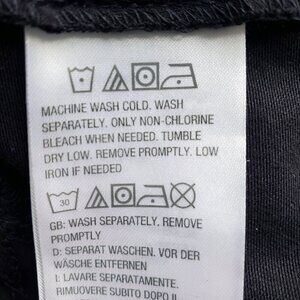 MACHINE WASH COLD. WASH
SEPARATELY. ONLY NON-CHLORINE
BLEACH WHEN NEEDED. TUMBLE
DRY LOW. REMOVE PROMPTLY. LOW
IRON IF NEEDED
30
GB: WASH SEPARATELY. REMOVE
PROMPTLY
D: SEPARAT WASCHEN. VOR DER
WÄSCHE ENTFERNEN
I: LAVARE SEPARATAMENTE.
RIMUOVERE SUBITO DOPO IL